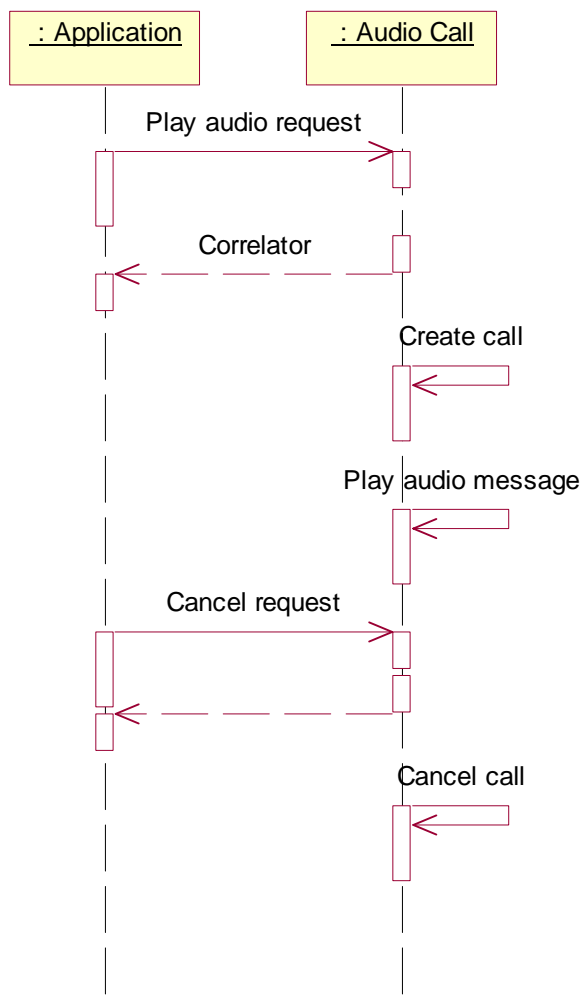 : Application
: Audio Call
Play audio request
Correlator
Create call
Play audio message
Cancel request
Cancel call